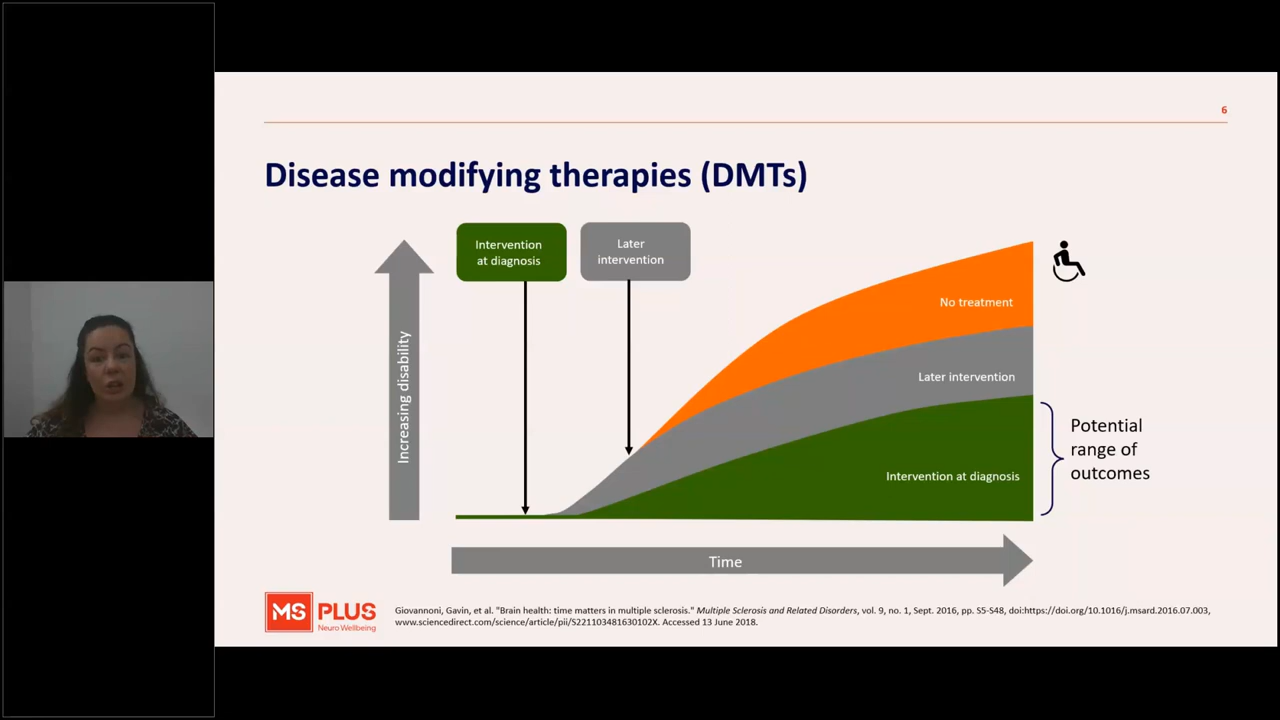 6
Disease modifying therapies (DMTs)
Intervention
at diagnosis
Later
intervention
Increasing disability
No treatment
Later intervention
Intervention at diagnosis
Potential
range of
outcomes
Time
MS PLUS
Neuro Wellbeing
Giovannoni, Gavin, et al. "Brain health: time matters in multiple sclerosis." Multiple Sclerosis and Related Disorders, vol. 9, no. 1, Sept. 2016, pp. S5-S48, doi:https://doi.org/10.1016/j.msard.2016.07.003,
www.sciencedirect.com/science/article/pii/S221103481630102X. Accessed 13 June 2018.